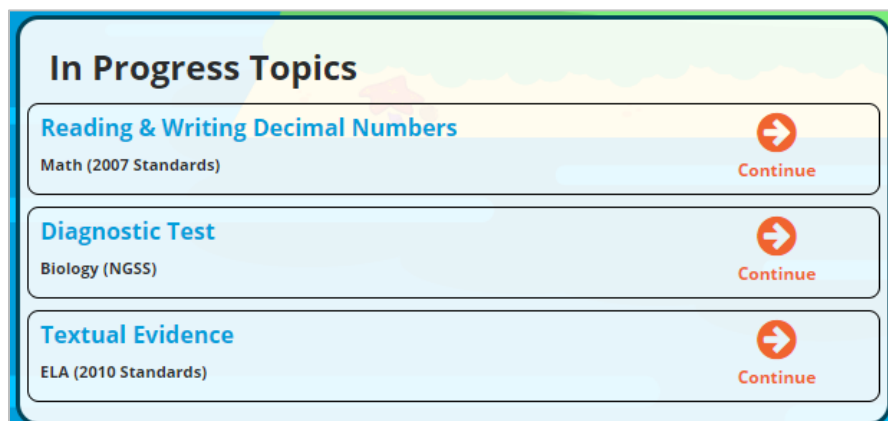 In Progress Topics
Reading & Writing Decimal Numbers
Math (2007 Standards)
Continue
Diagnostic Test
Biology (NGSS)
Continue
Textual Evidence
ELA (2010 Standards)
Continue